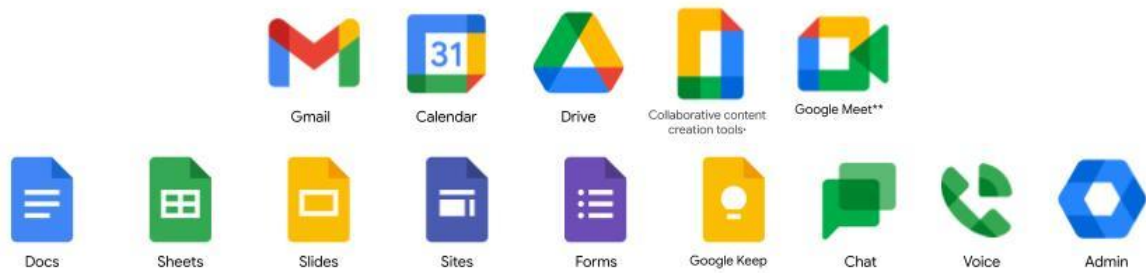 31
Gmail
Calendar
Drive
Collaborative content
creation tools*
Google Meet**
Docs
Sheets
Slides
Sites
Forms
Google Keep
Chat
Voice
Admin